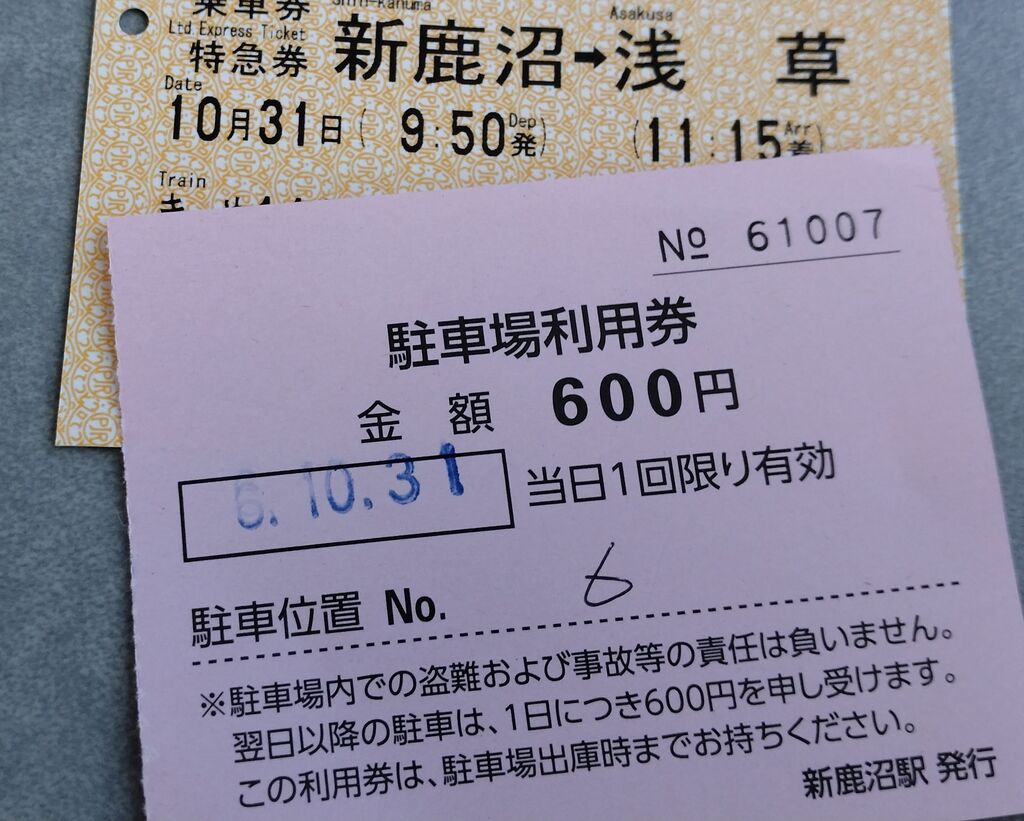 乗車券 Shin-Kanuma Asakusa
Ltd Express Ticket
特急券 新鹿沼→浅草
Date
10月31日 ( 9:50 Dep 発) (11:15 Arr 着)
Train
No 61007
駐車場利用券
金額 600円
6.10.31 当日1回限り有効
駐車位置 No. 6
※駐車場内での盗難および事故等の責任は負いません。
翌日以降の駐車は、1日につき600円を申し受けます。
この利用券は、駐車場出庫時までお持ちください。
新鹿沼駅 発行